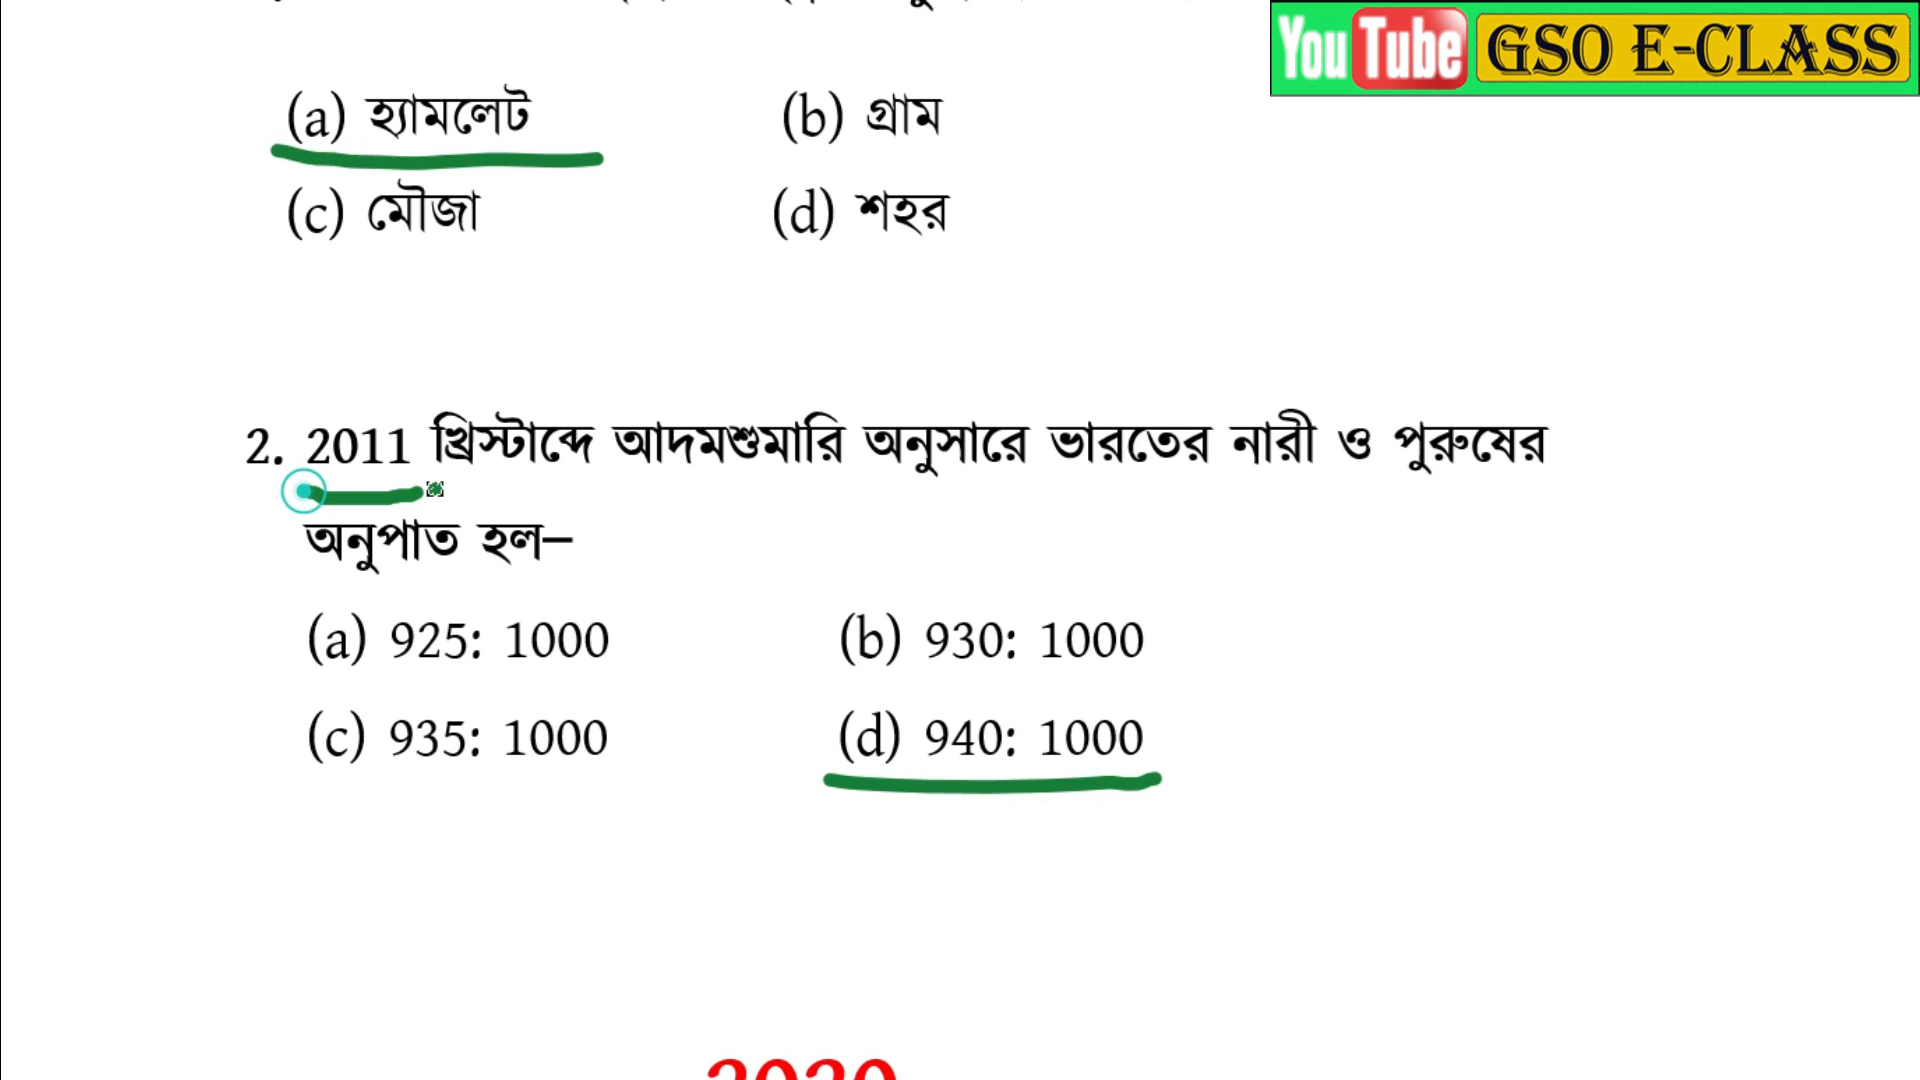 YouTube GSO E-CLASS
(a) হ্যামলেট (b) গ্রাম
(c) মৌজা (d) শহর
2. 2011 খ্রিস্টাব্দে আদমশুমারি অনুসারে ভারতের নারী ও পুরুষের
অনুপাত হল–
(a) 925: 1000 (b) 930: 1000
(c) 935: 1000 (d) 940: 1000